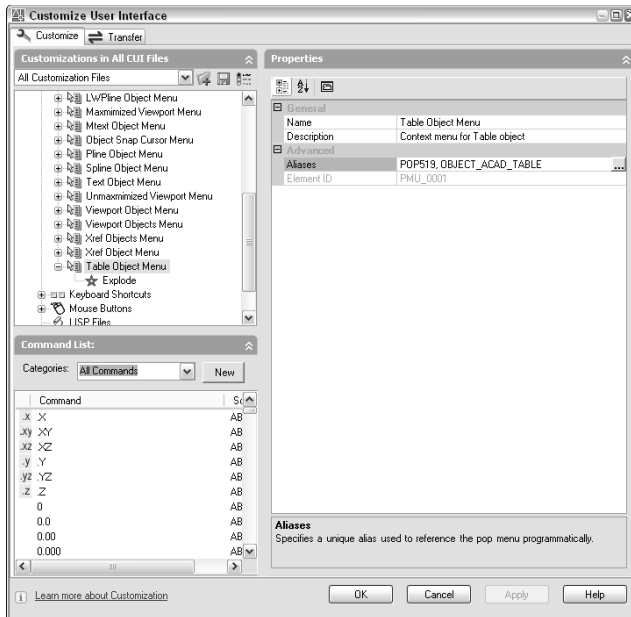 Customize User Interface
Customize
Transfer
Customizations in All CUI Files
All Customization Files
LWPline Object Menu
Maxmimized Viewport Menu
Mtext Object Menu
Object Snap Cursor Menu
Pline Object Menu
Spline Object Menu
Text Object Menu
Unmaxmimized Viewport Menu
Viewport Object Menu
Viewport Objects Menu
Xref Objects Menu
Xref Object Menu
Table Object Menu
Explode
Keyboard Shortcuts
Mouse Buttons
LISP Files
Command List:
Categories: All Commands New
Command
.X .X AB
.XY .XY AB
.XZ .XZ AB
.Y .Y AB
.YZ .YZ AB
.Z .Z AB
0 AB
0.0 AB
0.00 AB
0.000 AB
Properties
General
Name Table Object Menu
Description Context menu for Table object
Advanced
Aliases POP519, OBJECT_ACAD_TABLE ...
Element ID PMU_0001
Aliases
Specifies a unique alias used to reference the pop menu programmatically.
Learn more about Customization
OK Cancel Apply Help